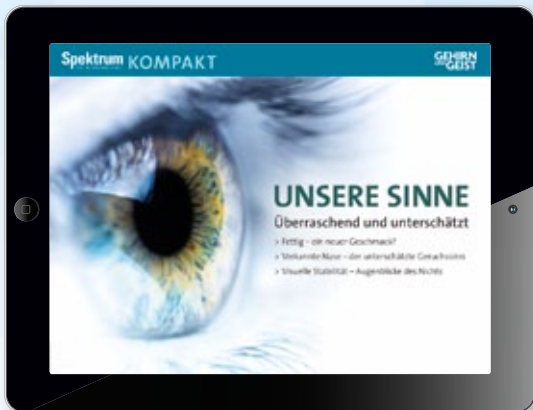 Spektrum KOMPAKT
GEHIRN
UND GEIST
UNSERE SINNE
Überraschend und unterschätzt
> Fettig – ein neuer Geschmack?
> Verkannte Nase – der unterschätzte Geruchssinn
> Visuelle Stabilität – Augenblicke des Nichts